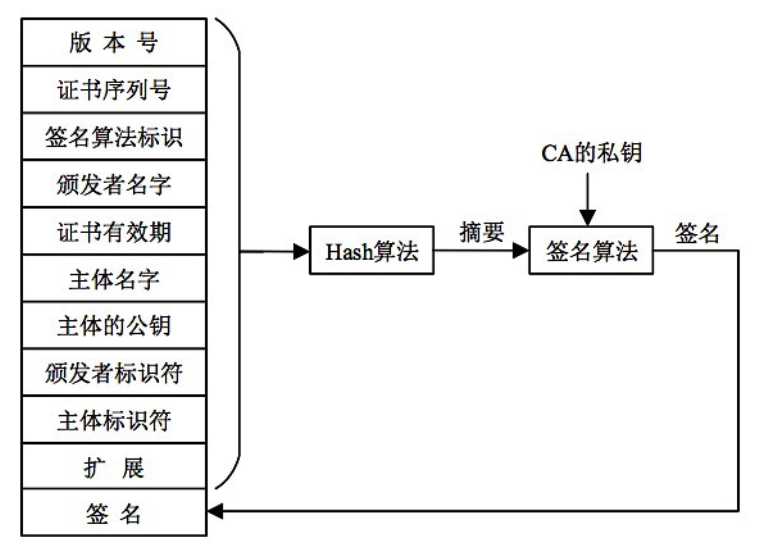 版 本 号
证书序列号
签名算法标识
颁发者名字
证书有效期
主体名字
主体的公钥
颁发者标识符
主体标识符
扩 展
签 名
Hash算法
摘要
CA的私钥
签名算法
签名